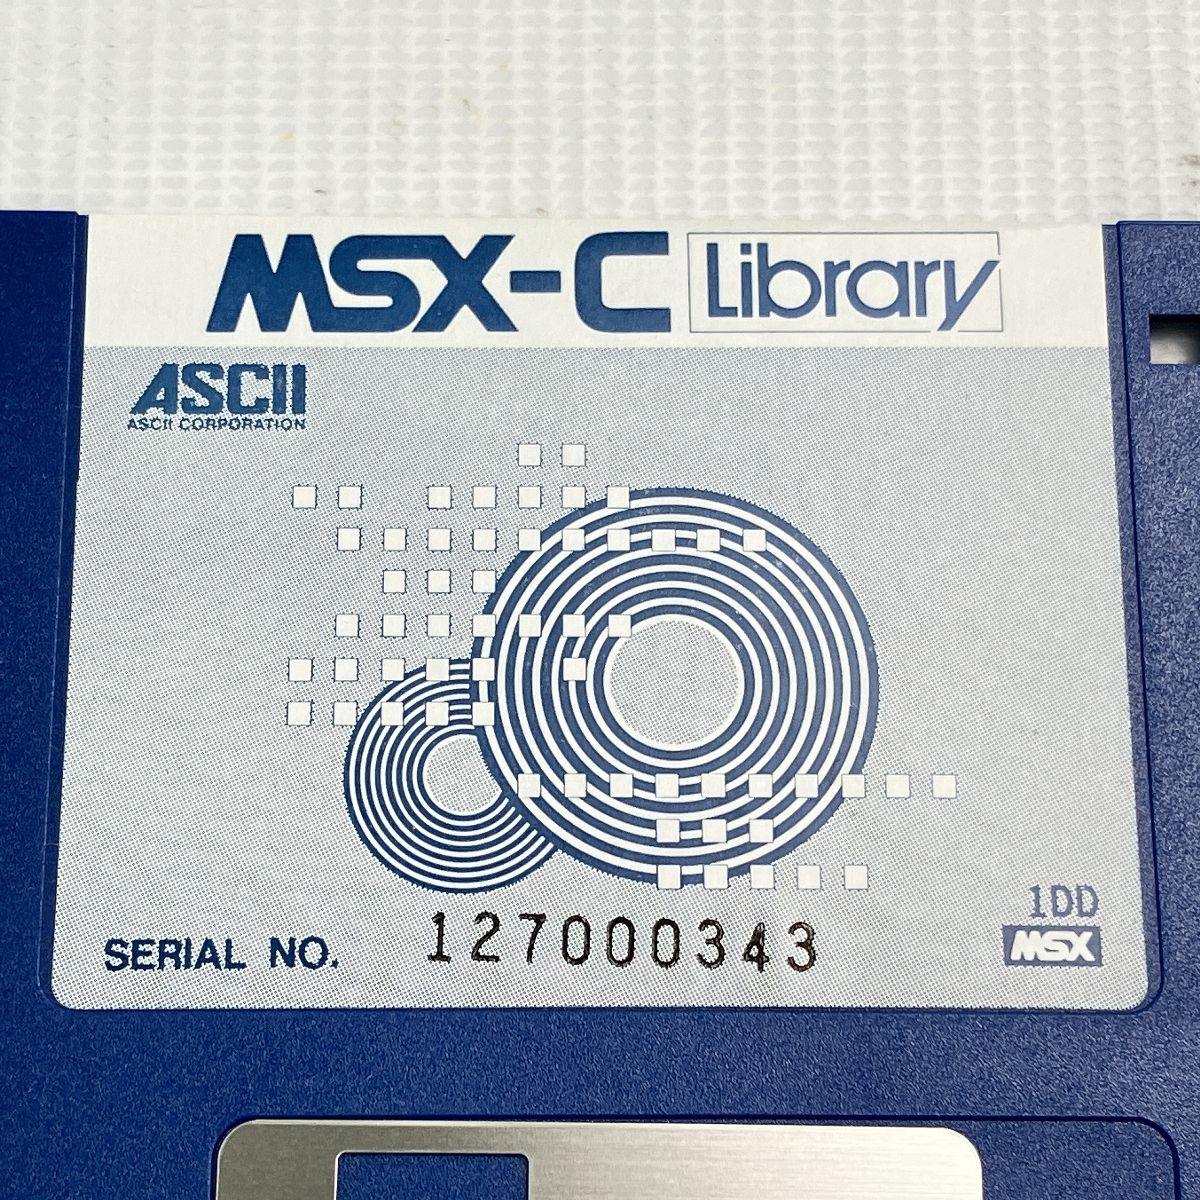 MSX-C Library
ASCII
ASCII CORPORATION
1DD
SERIAL NO. 127000343
MSX